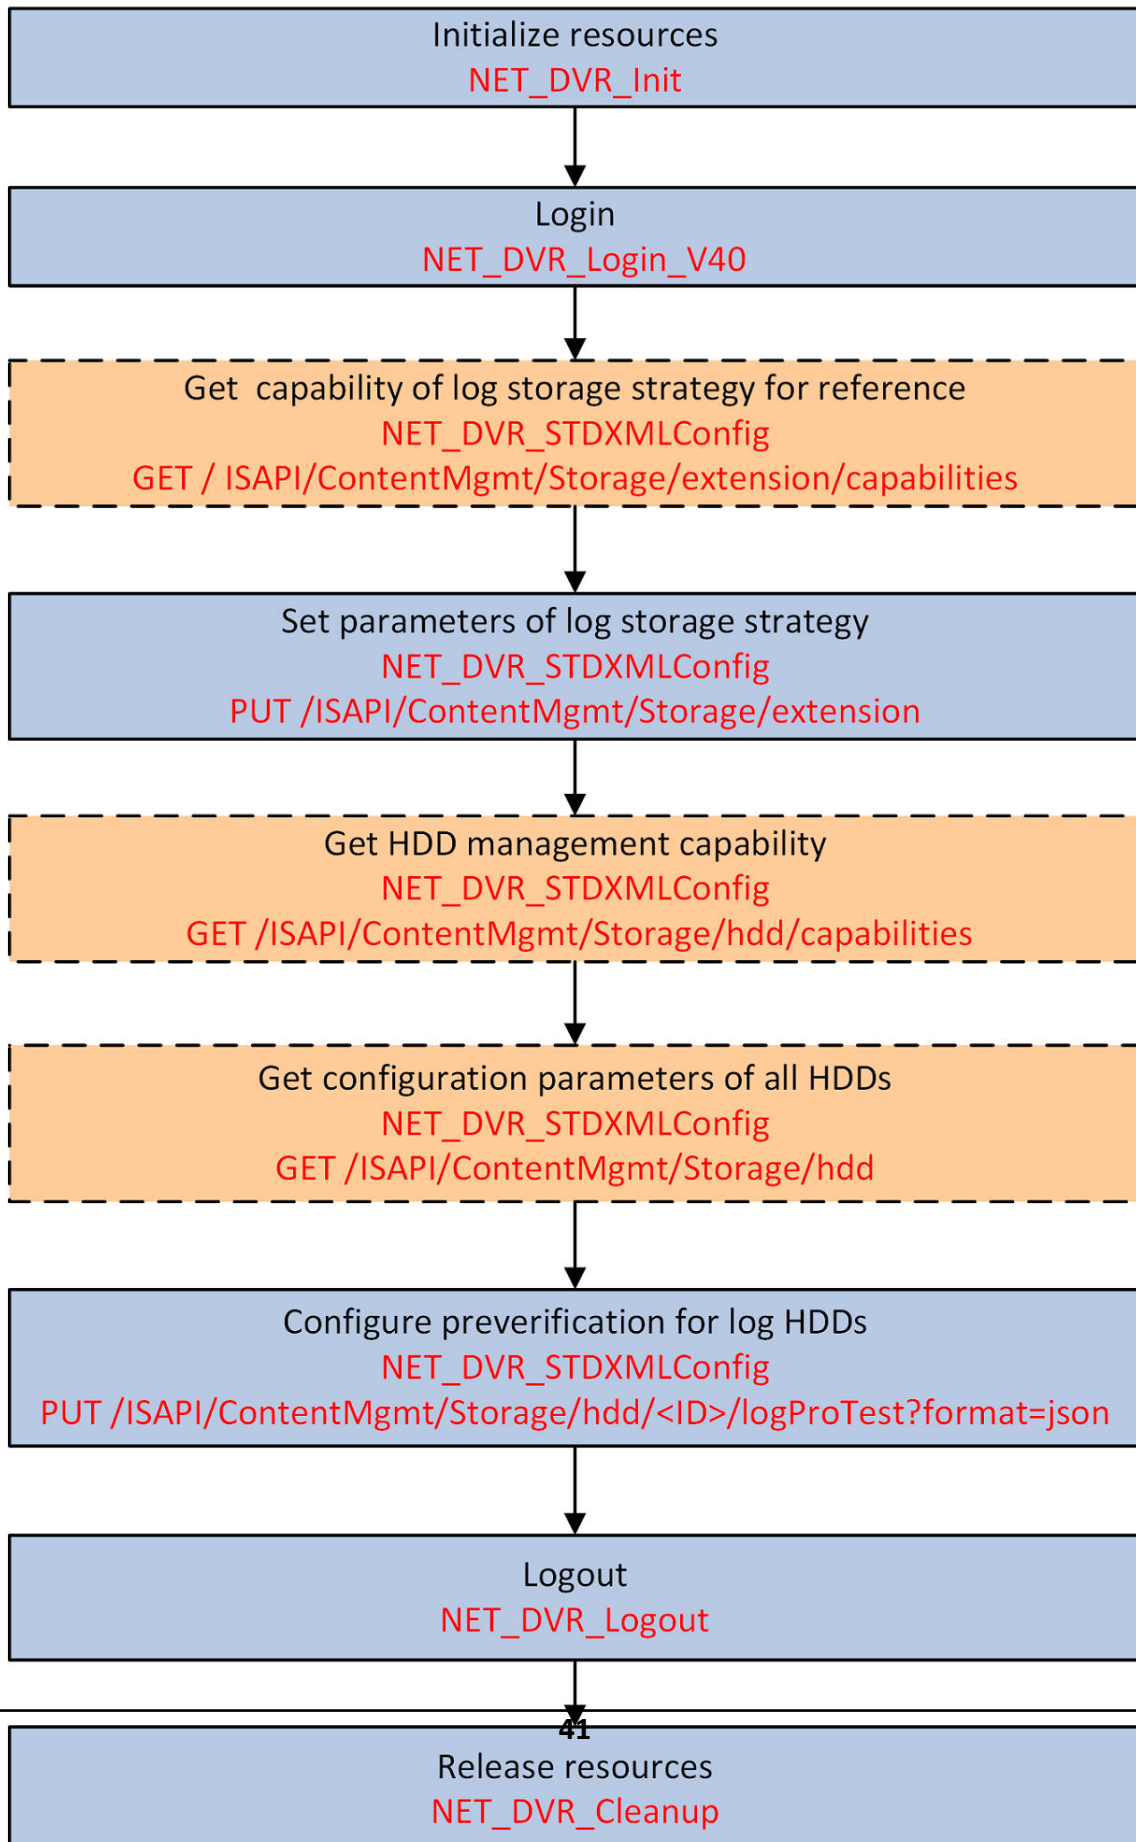 Initialize resources
NET_DVR_Init
Login
NET_DVR_Login_V40
Get  capability of log storage strategy for reference
NET_DVR_STDXMLConfig
GET / ISAPI/ContentMgmt/Storage/extension/capabilities
Set parameters of log storage strategy
NET_DVR_STDXMLConfig
PUT /ISAPI/ContentMgmt/Storage/extension
Get HDD management capability
NET_DVR_STDXMLConfig
GET /ISAPI/ContentMgmt/Storage/hdd/capabilities
Get configuration parameters of all HDDs
NET_DVR_STDXMLConfig
GET /ISAPI/ContentMgmt/Storage/hdd
Configure preverification for log HDDs
NET_DVR_STDXMLConfig
PUT /ISAPI/ContentMgmt/Storage/hdd/<ID>/logProTest?format=json
Logout
NET_DVR_Logout
41
Release resources
NET_DVR_Cleanup